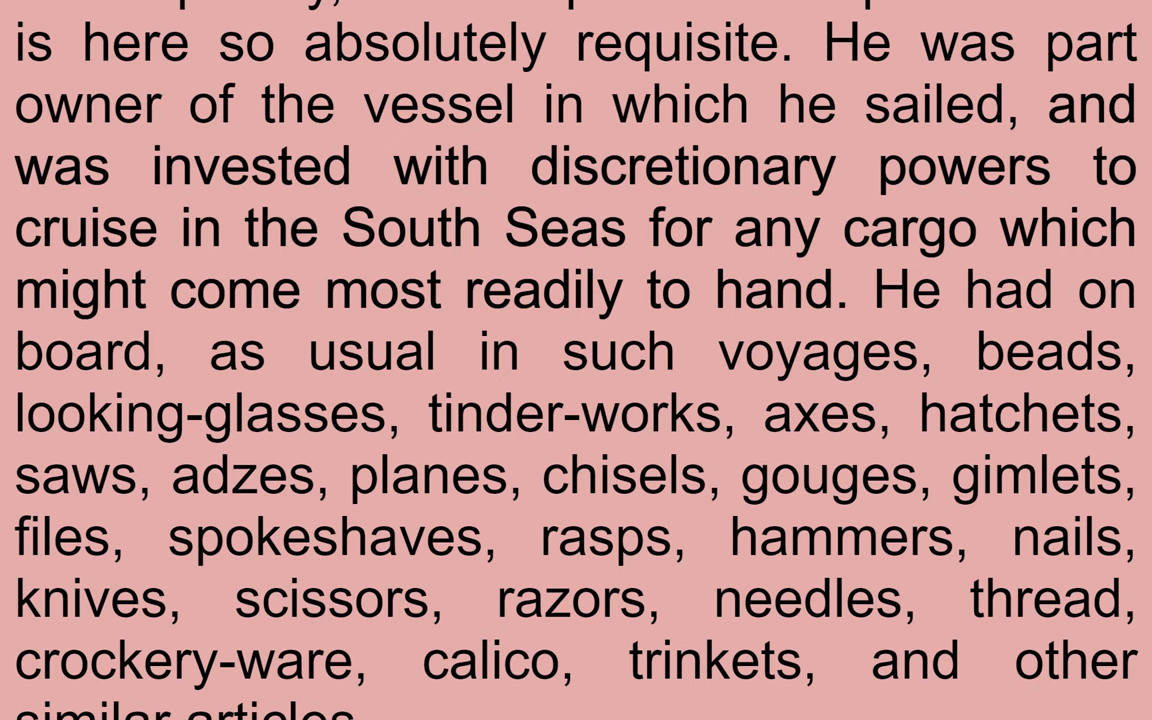 is here so absolutely requisite. He was part
owner of the vessel in which he sailed, and
was invested with discretionary powers to
cruise in the South Seas for any cargo which
might come most readily to hand. He had on
board, as usual in such voyages, beads,
looking-glasses, tinder-works, axes, hatchets,
saws, adzes, planes, chisels, gouges, gimlets,
files, spokeshaves, rasps, hammers, nails,
knives, scissors, razors, needles, thread,
crockery-ware, calico, trinkets, and other
similar articles.